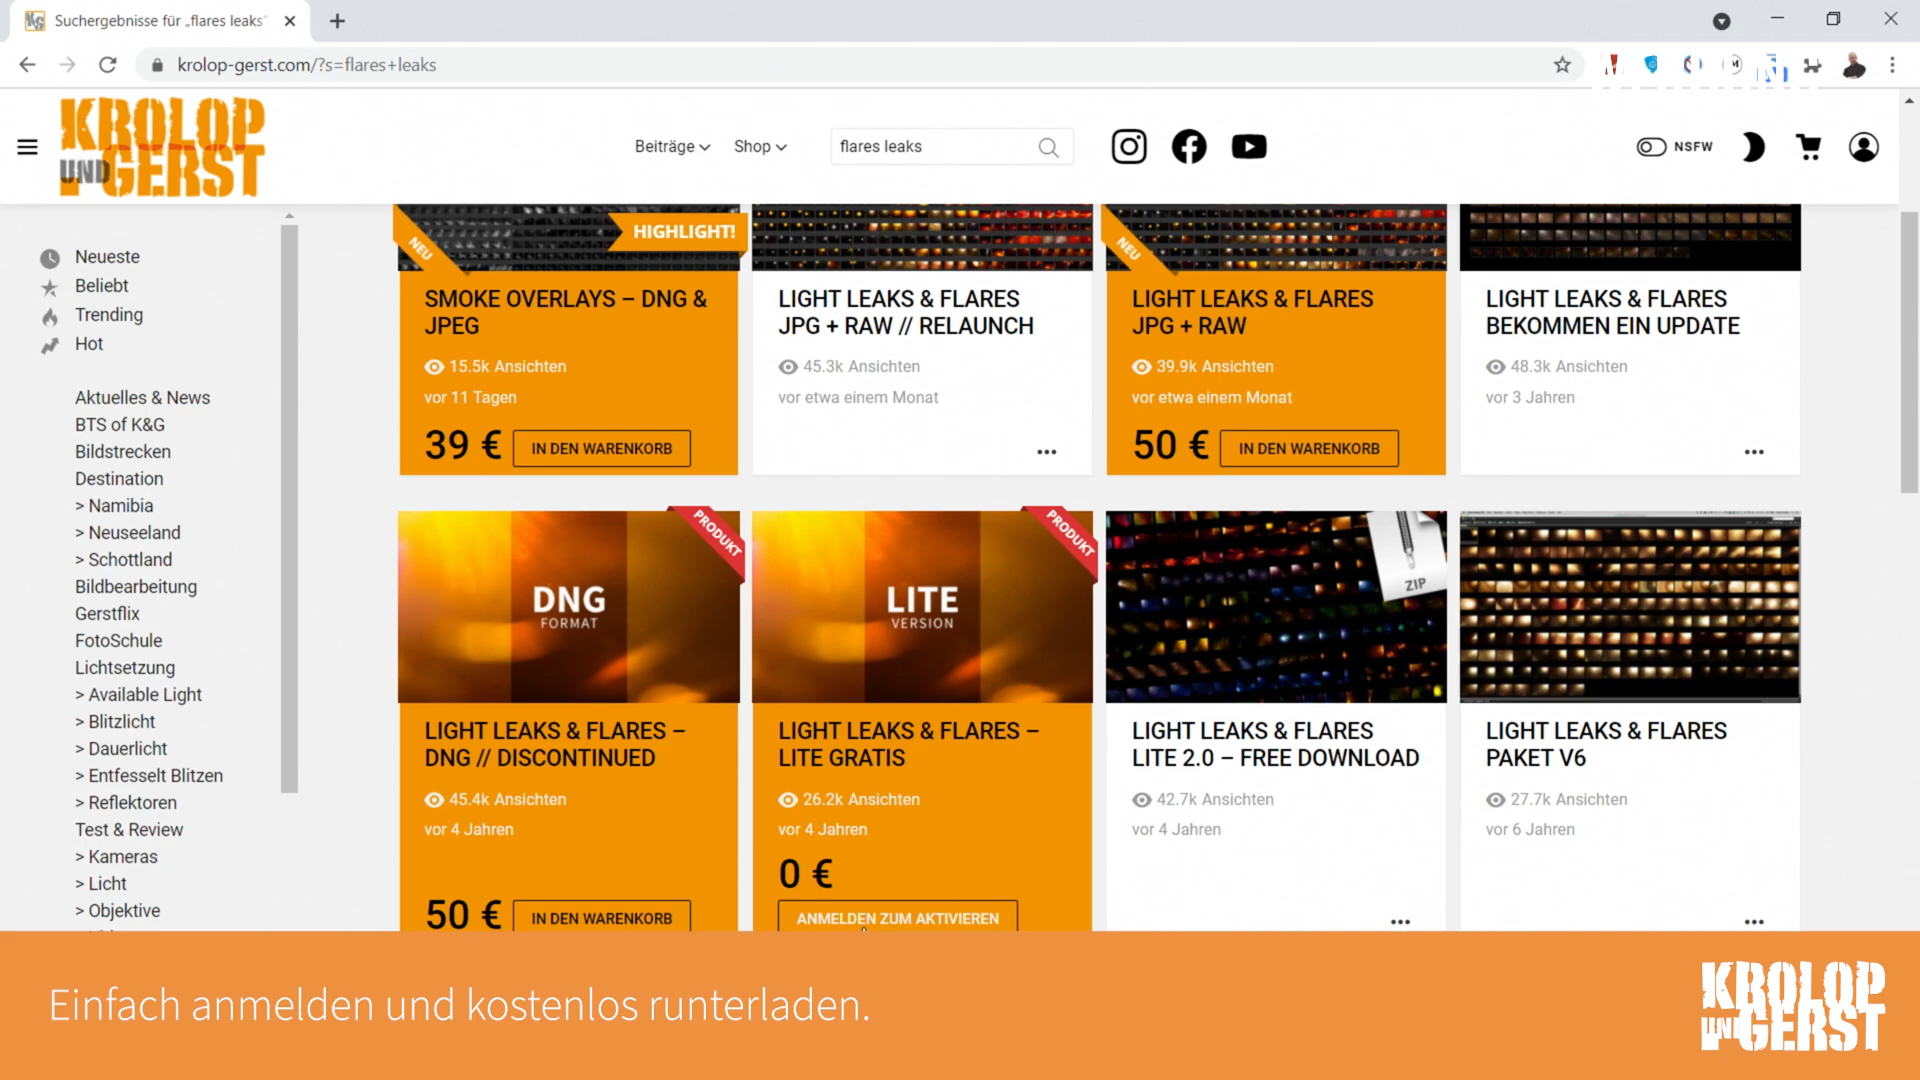 Suchergebnisse für „flares leaks"
krolop-gerst.com/?s=flares+leaks
KROLOP
UND GERST
Beiträge
Shop
flares leaks
NSFW
Neueste
Beliebt
Trending
Hot
Aktuelles & News
BTS of K&G
Bildstrecken
Destination
> Namibia
> Neuseeland
> Schottland
Bildbearbeitung
Gerstflix
FotoSchule
Lichtsetzung
> Available Light
> Blitzlicht
> Dauerlicht
> Entfesselt Blitzen
> Reflektoren
Test & Review
> Kameras
> Licht
> Objektive
NEU
HIGHLIGHT!
SMOKE OVERLAYS – DNG &
JPEG
15.5k Ansichten
vor 11 Tagen
39 €
IN DEN WARENKORB
LIGHT LEAKS & FLARES
JPG + RAW // RELAUNCH
45.3k Ansichten
vor etwa einem Monat
NEU
LIGHT LEAKS & FLARES
JPG + RAW
39.9k Ansichten
vor etwa einem Monat
50 €
IN DEN WARENKORB
LIGHT LEAKS & FLARES
BEKOMMEN EIN UPDATE
48.3k Ansichten
vor 3 Jahren
PRODUKT
DNG
FORMAT
LIGHT LEAKS & FLARES –
DNG // DISCONTINUED
45.4k Ansichten
vor 4 Jahren
50 €
IN DEN WARENKORB
PRODUKT
LITE
VERSION
LIGHT LEAKS & FLARES –
LITE GRATIS
26.2k Ansichten
vor 4 Jahren
0 €
ANMELDEN ZUM AKTIVIEREN
ZIP
LIGHT LEAKS & FLARES
LITE 2.0 – FREE DOWNLOAD
42.7k Ansichten
vor 4 Jahren
LIGHT LEAKS & FLARES
PAKET V6
27.7k Ansichten
vor 6 Jahren
Einfach anmelden und kostenlos runterladen.
KROLOP
UND GERST